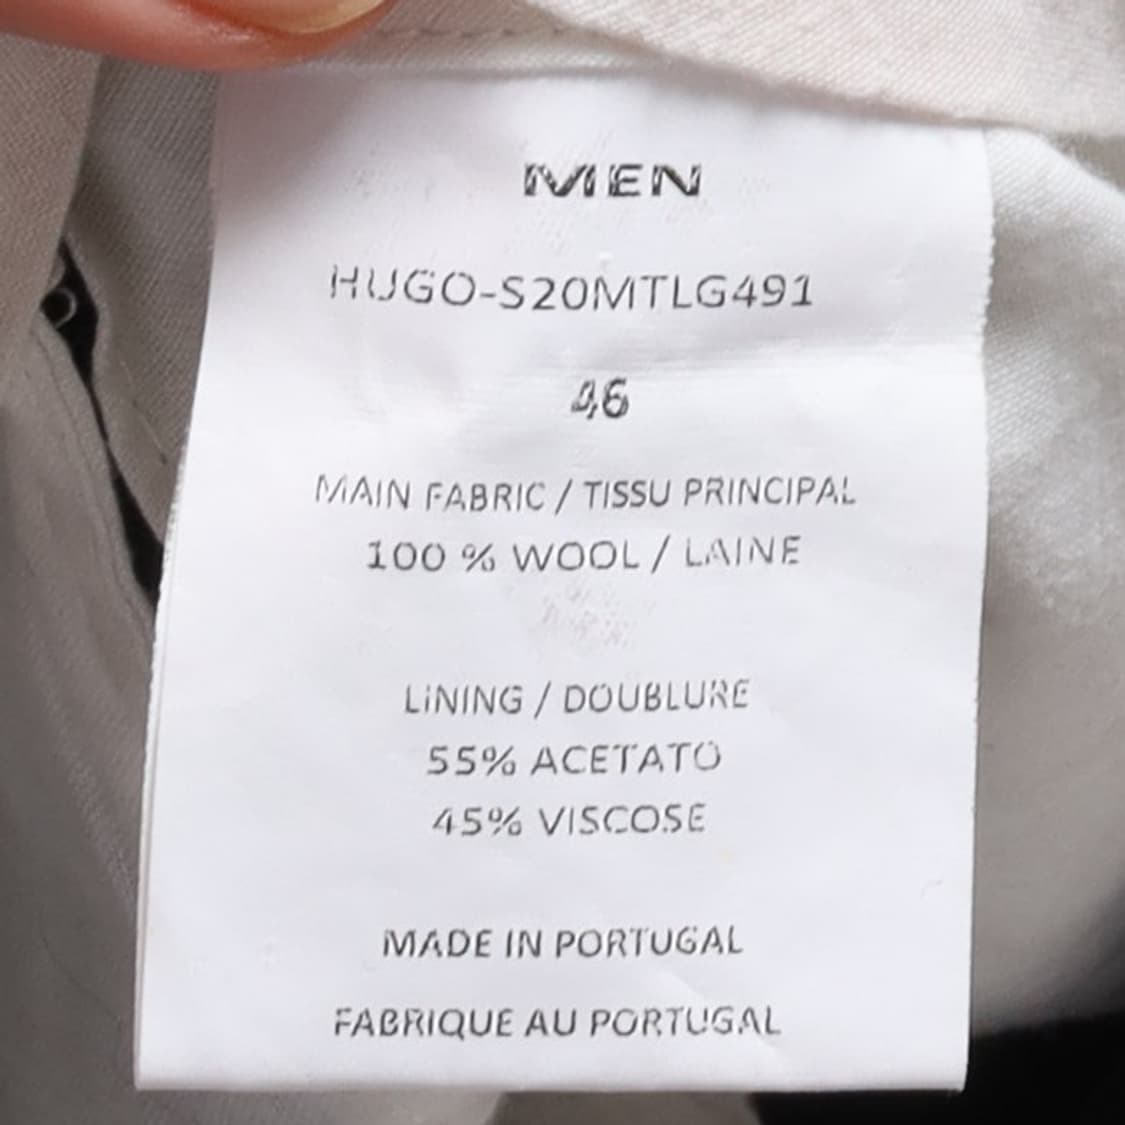 MEN
HUGO-S20MTLG491
46
MAIN FABRIC / TISSU PRINCIPAL
100 % WOOL / LAINE
LINING / DOUBLURE
55% ACETATO
45% VISCOSE
MADE IN PORTUGAL
FABRIQUE AU PORTUGAL